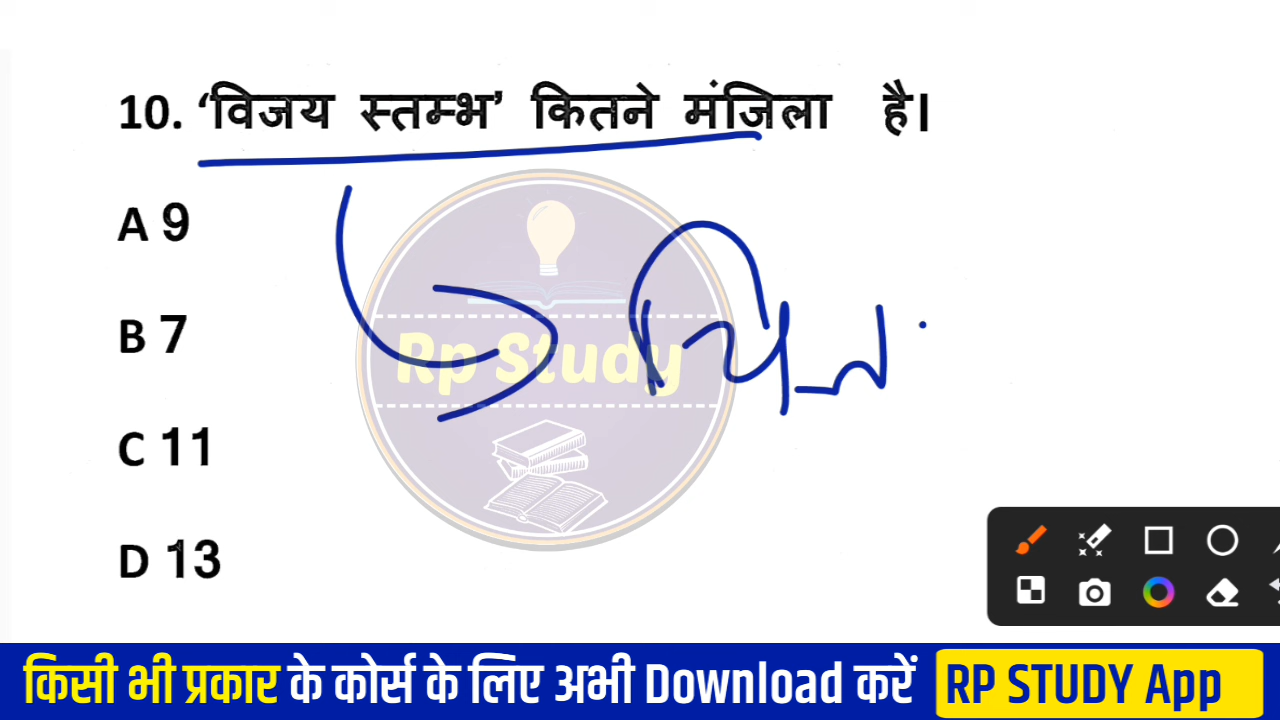 10. ‘विजय स्तम्भ’ कितने मंजिला है।
A 9
B 7
C 11
D 13
Rp Study
किसी भी प्रकार के कोर्स के लिए अभी Download करें RP STUDY App